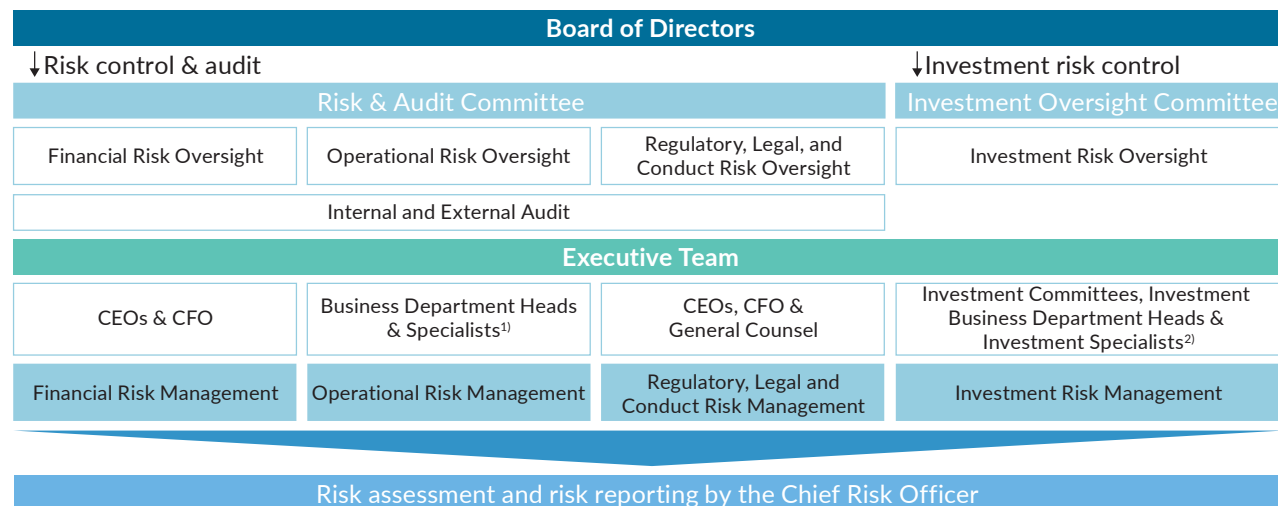 Board of Directors
↓Risk control & audit
↓Investment risk control
Risk & Audit Committee
Investment Oversight Committee
Financial Risk Oversight
Operational Risk Oversight
Regulatory, Legal, and
Conduct Risk Oversight
Investment Risk Oversight
Internal and External Audit
Executive Team
CEOs & CFO
Business Department Heads
& Specialists¹⁾
CEOs, CFO &
General Counsel
Investment Committees, Investment
Business Department Heads &
Investment Specialists²⁾
Financial Risk Management
Operational Risk Management
Regulatory, Legal and
Conduct Risk Management
Investment Risk Management
Risk assessment and risk reporting by the Chief Risk Officer